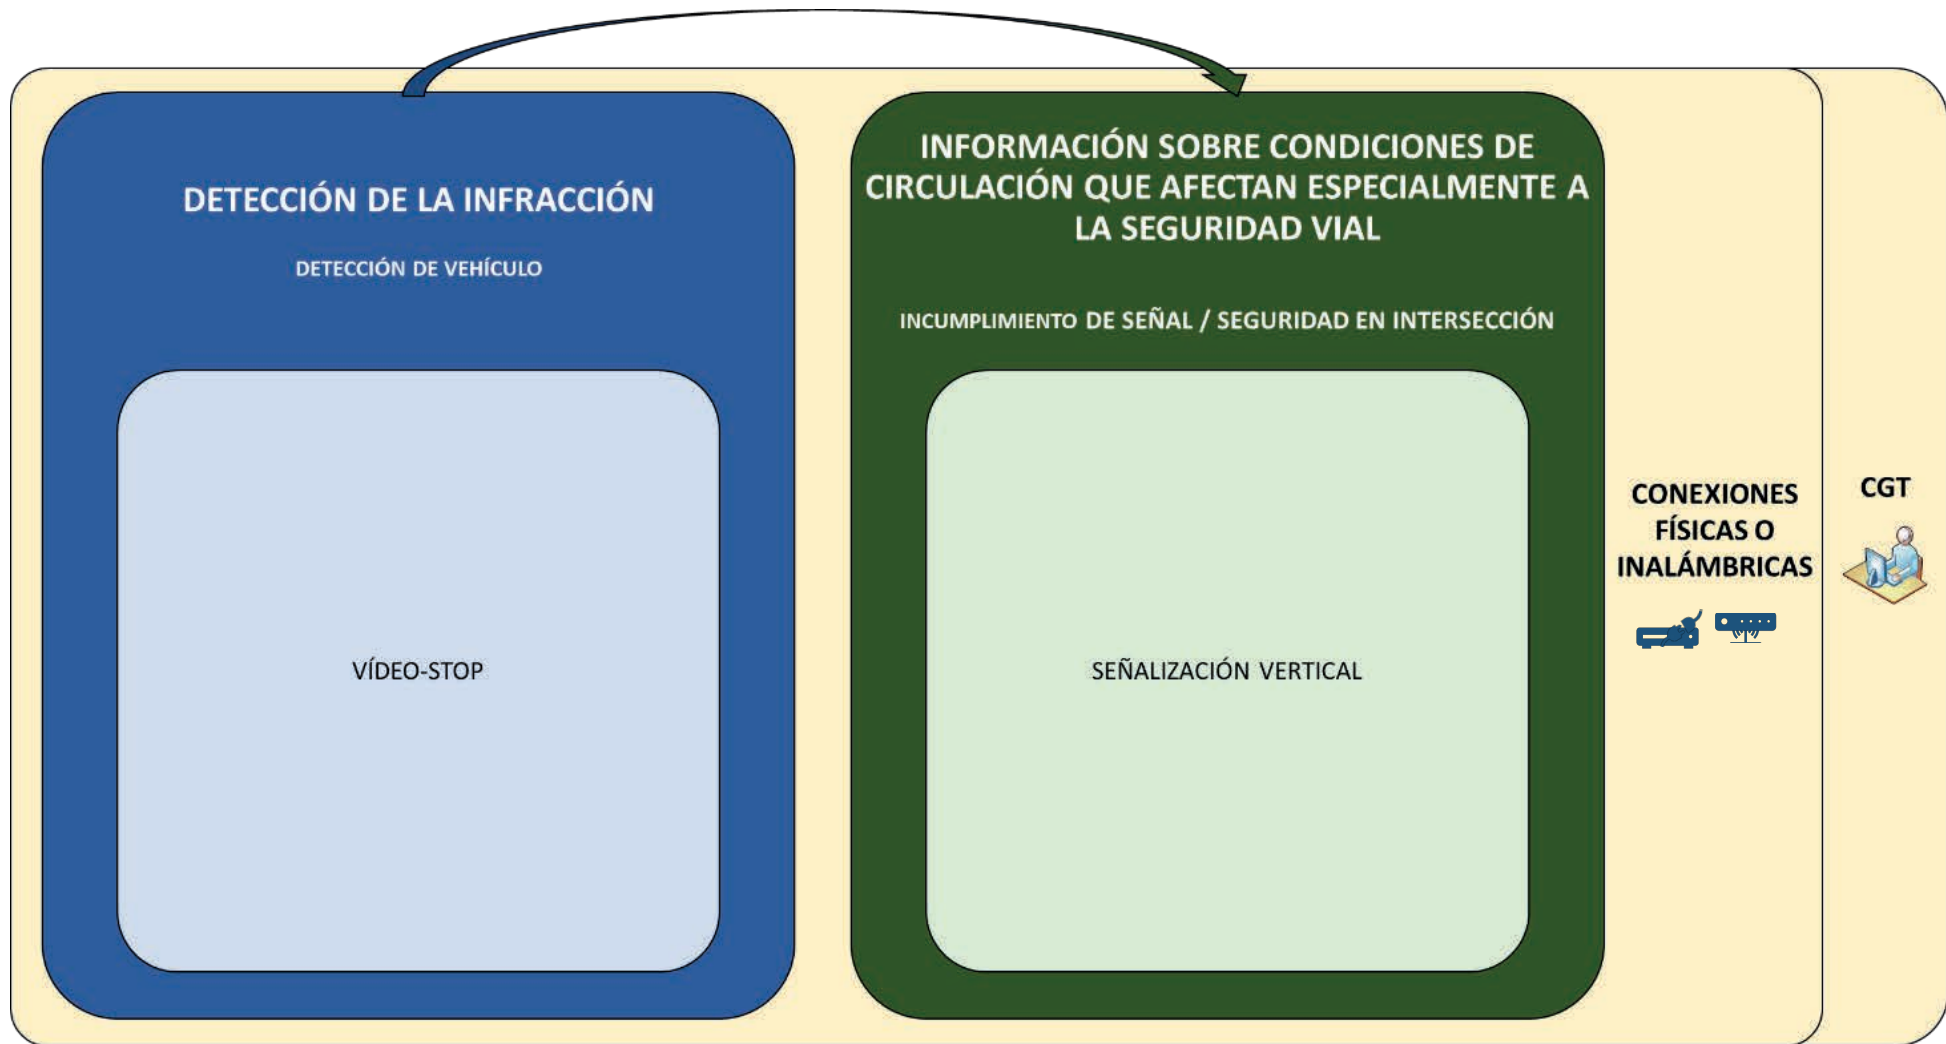 DETECCIÓN DE LA INFRACCIÓN
DETECCIÓN DE VEHÍCULO
VÍDEO-STOP
INFORMACIÓN SOBRE CONDICIONES DE
CIRCULACIÓN QUE AFECTAN ESPECIALMENTE A
LA SEGURIDAD VIAL
INCUMPLIMIENTO DE SEÑAL / SEGURIDAD EN INTERSECCIÓN
SEÑALIZACIÓN VERTICAL
CONEXIONES
FÍSICAS O
INALÁMBRICAS
CGT